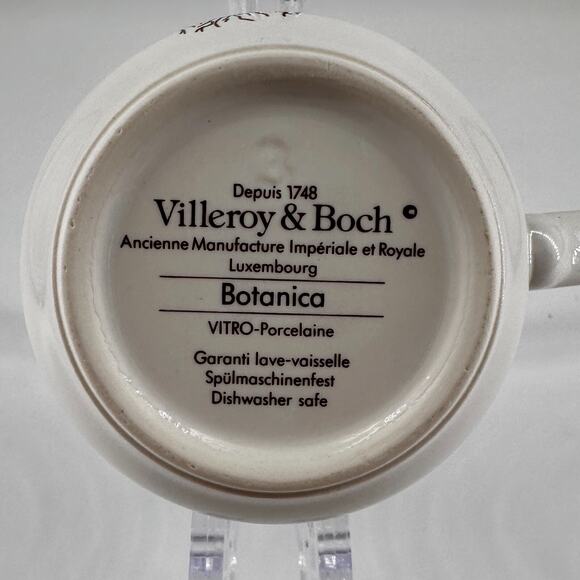 3
Depuis 1748
Villeroy & Boch ©
Ancienne Manufacture Impériale et Royale
Luxembourg
Botanica
VITRO-Porcelaine
Garanti lave-vaisselle
Spülmaschinenfest
Dishwasher safe